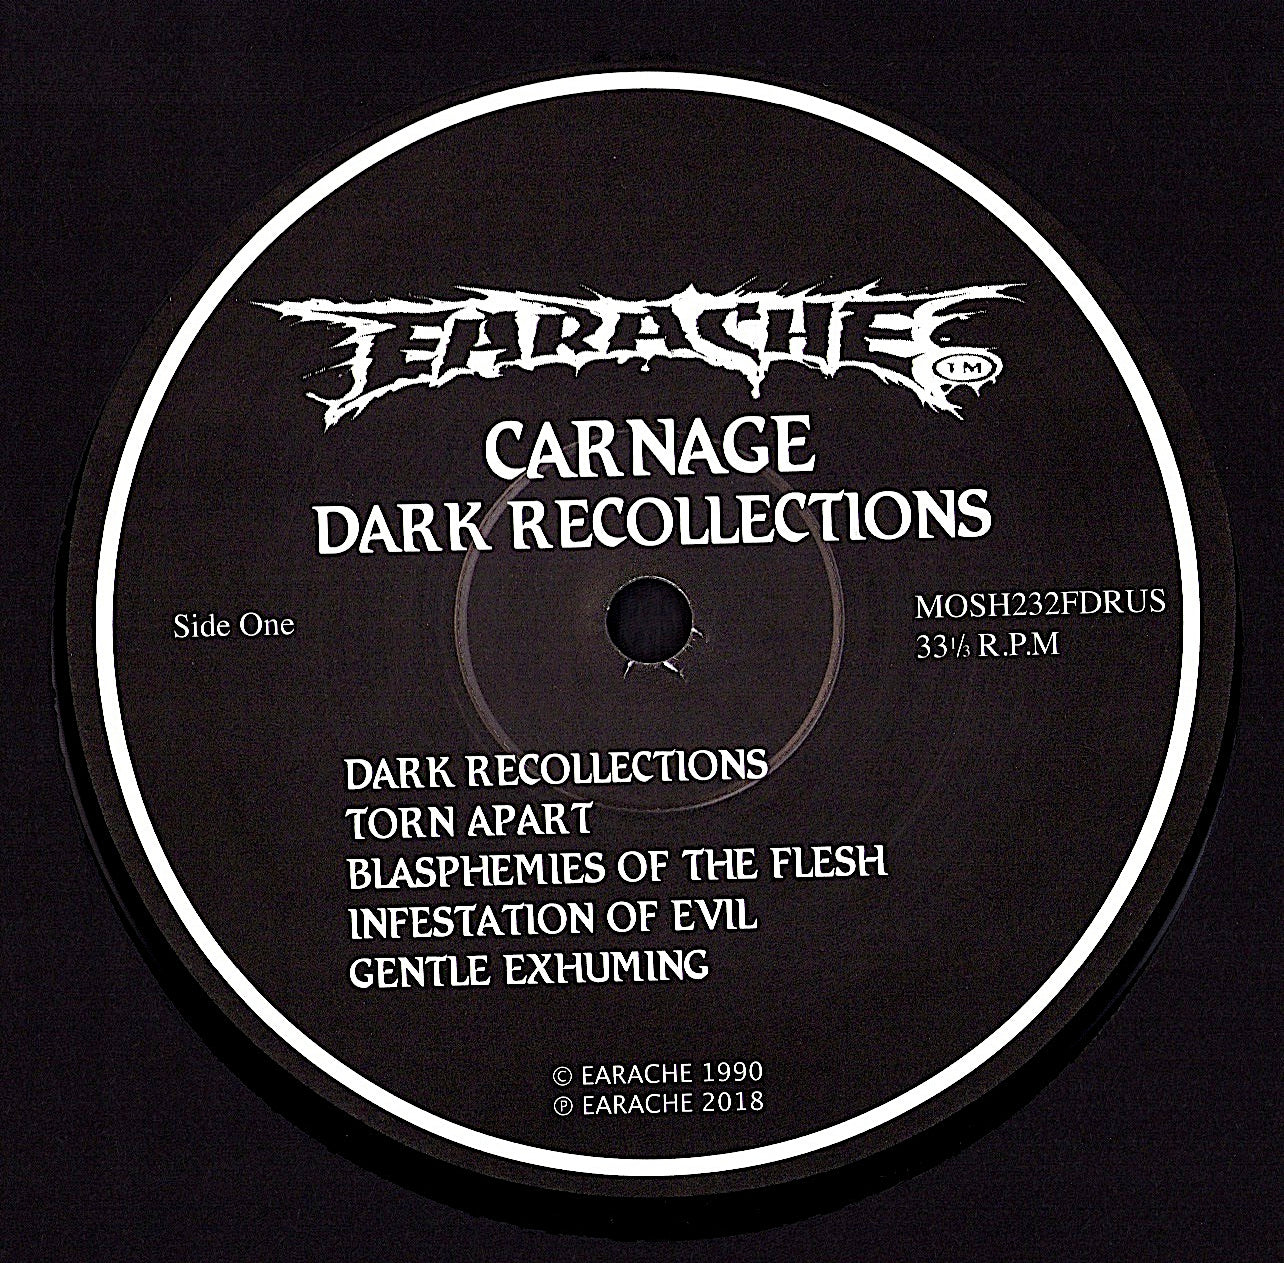 EARACHE
TM
CARNAGE
DARK RECOLLECTIONS
Side One
MOSH232FDRUS
33⅓ R.P.M
DARK RECOLLECTIONS
TORN APART
BLASPHEMIES OF THE FLESH
INFESTATION OF EVIL
GENTLE EXHUMING
© EARACHE 1990
℗ EARACHE 2018